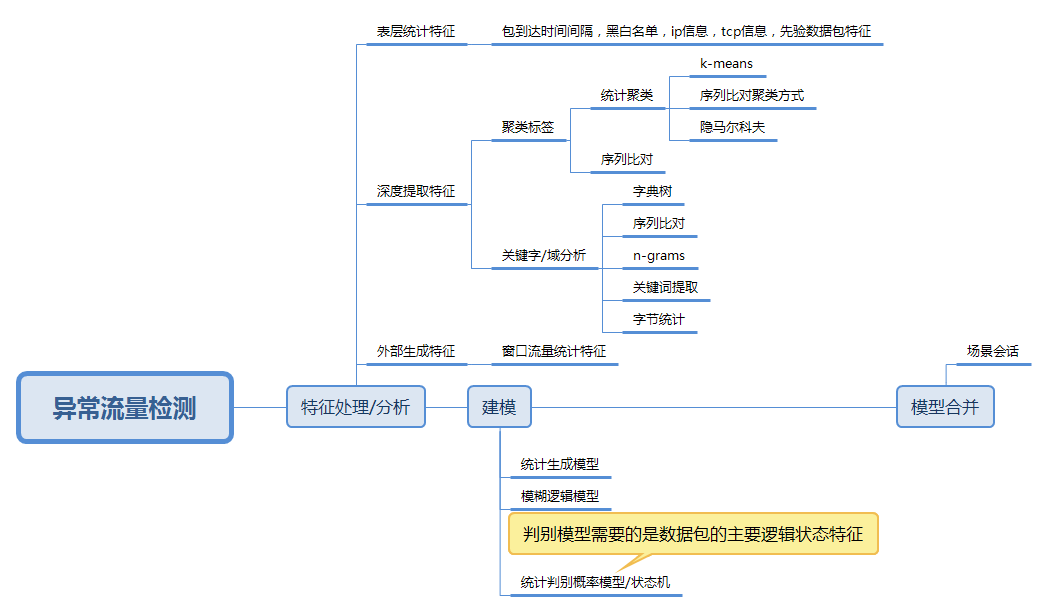 表层统计特征
包到达时间间隔，黑白名单，ip信息，tcp信息，先验数据包特征
k-means
统计聚类
序列比对聚类方式
聚类标签
隐马尔科夫
序列比对
深度提取特征
字典树
序列比对
关键字/域分析
n-grams
关键词提取
字节统计
外部生成特征
窗口流量统计特征
场景会话
异常流量检测
特征处理/分析
建模
模型合并
统计生成模型
模糊逻辑模型
判别模型需要的是数据包的主要逻辑状态特征
统计判别概率模型/状态机